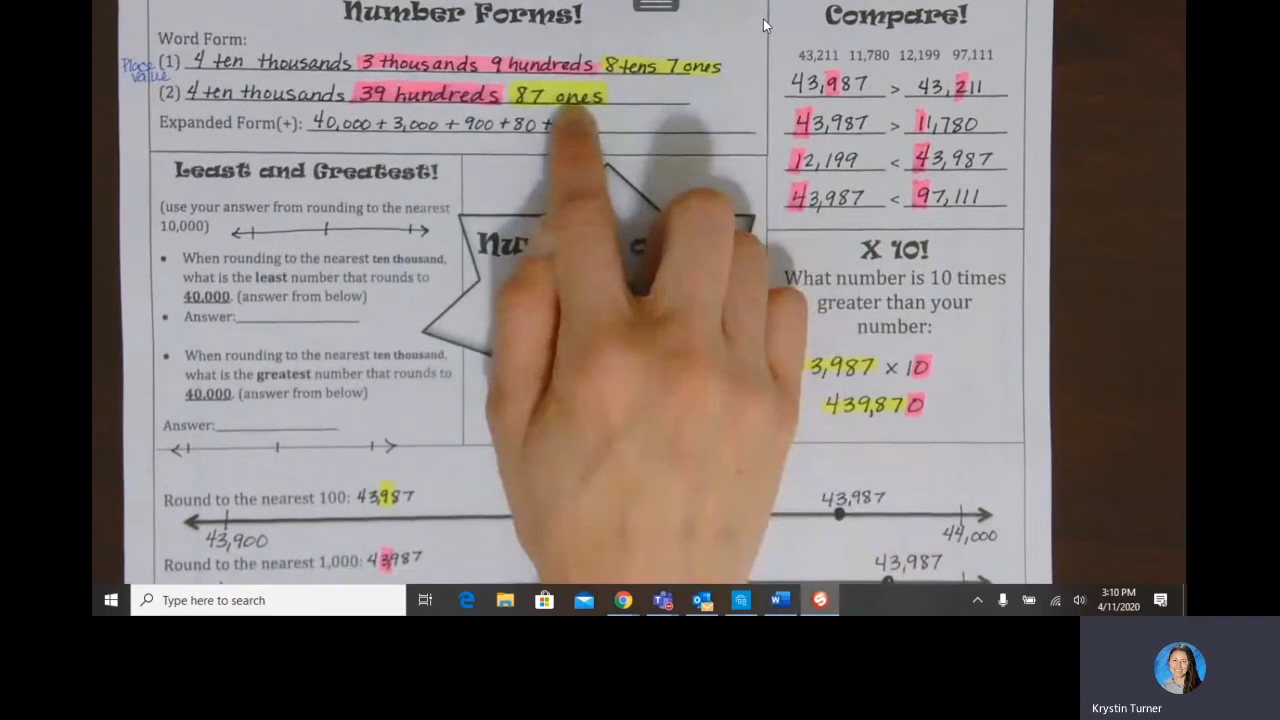 Number Forms!
Word Form:
Place value
(1) 4 ten thousands 3 thousands 9 hundreds 8 tens 7 ones
(2) 4 ten thousands 39 hundreds 87 ones
Expanded Form(+): 40,000 + 3,000 + 900 + 80 +
Compare!
43,211 11,780 12,199 97,111
43,987 > 43,211
43,987 > 11,780
12,199 < 43,987
43,987 < 97,111
Least and Greatest!
(use your answer from rounding to the nearest
10,000)
• When rounding to the nearest ten thousand,
what is the least number that rounds to
40,000. (answer from below)
• Answer:
• When rounding to the nearest ten thousand,
what is the greatest number that rounds to
40,000. (answer from below)
Answer:
X 10!
What number is 10 times
greater than your
number:
3,987 × 10
439,870
Round to the nearest 100: 43,987
43,987
43,900
44,000
Round to the nearest 1,000: 43,987
43,987
Type here to search
3:10 PM
4/11/2020
Krystin Turner